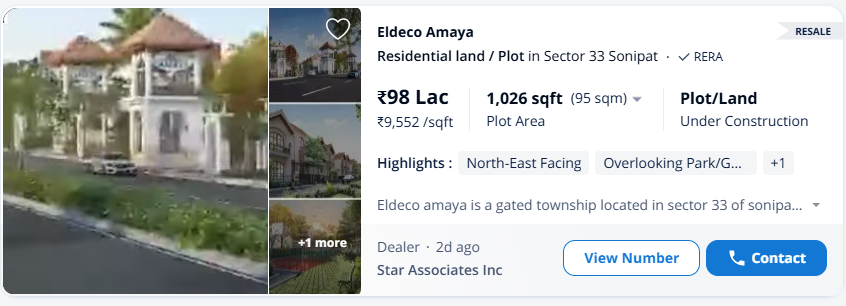 Eldeco Amaya
RESALE
Residential land / Plot in Sector 33 Sonipat · ✓ RERA
₹98 Lac
₹9,552 /sqft
1,026 sqft (95 sqm)
Plot Area
Plot/Land
Under Construction
Highlights : North-East Facing Overlooking Park/G... +1
Eldeco amaya is a gated township located in sector 33 of sonipa...
+1 more
Dealer · 2d ago
Star Associates Inc
View Number
Contact